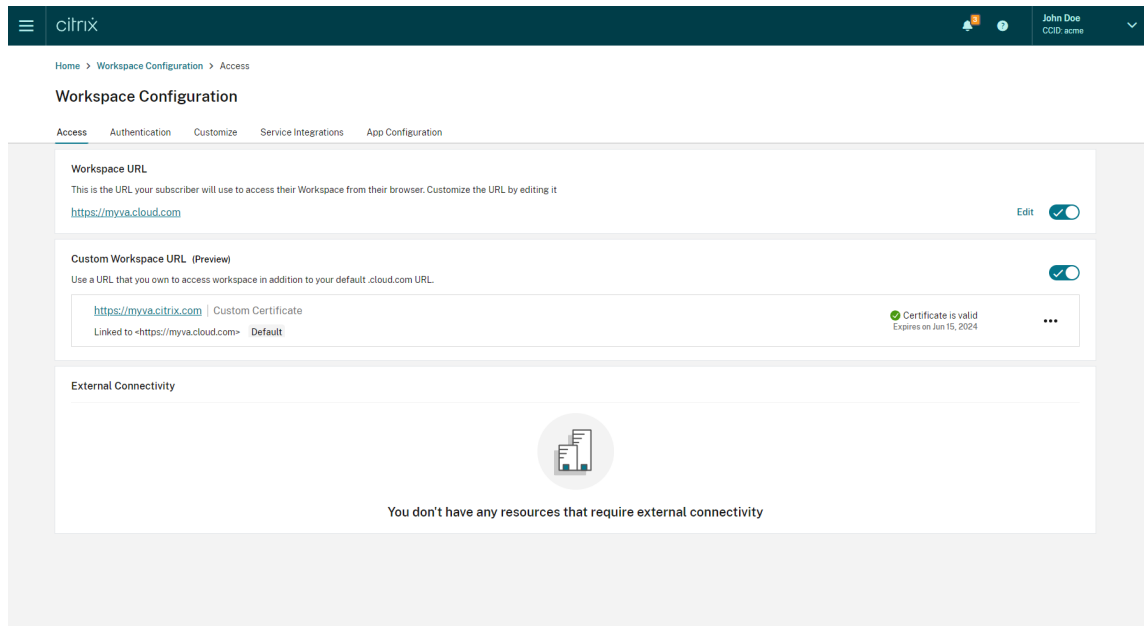 citrix
3
?
John Doe
CCID: acme
Home > Workspace Configuration > Access
Workspace Configuration
Access Authentication Customize Service Integrations App Configuration
Workspace URL
This is the URL your subscriber will use to access their Workspace from their browser. Customize the URL by editing it
https://myva.cloud.com
Edit
Custom Workspace URL (Preview)
Use a URL that you own to access workspace in addition to your default .cloud.com URL.
https://myva.citrix.com | Custom Certificate
Linked to <https://myva.cloud.com> Default
Certificate is valid
Expires on Jun 15, 2024
External Connectivity
You don't have any resources that require external connectivity